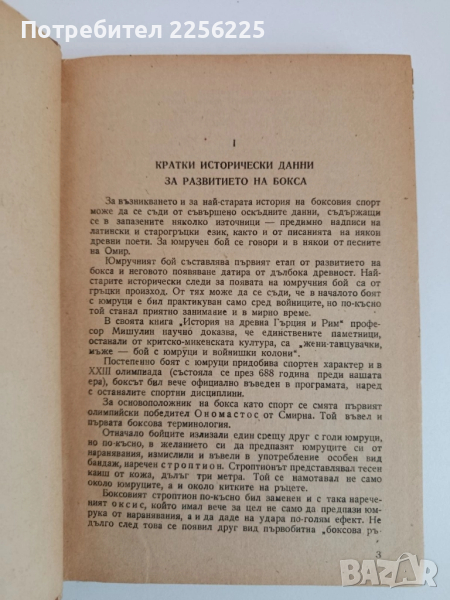 Потребител 2256225
I
КРАТКИ ИСТОРИЧЕСКИ ДАННИ
ЗА РАЗВИТИЕТО НА БОКСА
За възникването и за най-старата история на боксовия спорт
може да се съди от съвършено оскъдните данни, съдържащи
се в запазените няколко източници — предимно надписи на
латински и старогръцки език, както и от писанията на някои
древни поети. За юмручен бой се говори и в някои от песните
на Омир.
Юмручният бой съставлява първият етап от развитието на
бокса и неговото появяване датира от дълбока древност. Най-
старите исторически следи за появата на юмручния бой са от
гръцки произход. От тях може да се съди, че в началото боят
с юмруци е бил практикуван само сред войниците, но по-късно
той станал приятно занимание и в мирно време.
В своята книга „История на древна Гърция и Рим“ профе-
сор Мишулин научно доказва, че единствените паметници,
останали от критско-микенската култура, са „жени-танцувачки,
мъже — бой с юмруци и войнишки колони“.
Постепенно боят с юмруци придобива спортен характер и в
XXIII олимпиада (състояла се през 688 година преди нашата
ера), боксът бил вече официално въведен в програмата, наред
с останалите спортни дисциплини.
За основоположник на бокса като спорт се смята първият
олимпийски победител Ономастос от Смирна. Той въвел и
първата боксова терминология.
Отначало бойците излизали един срещу друг с голи юмруци,
но по-късно, в желанието си да предпазят юмруците си от
наранявания, измислили и въвели в употребление особен вид
бандаж, наречен строптион. Строптионът представлявал тесен
каиш от кожа, дълъг три метра. Той се намотавал не само
около юмруците, а и около китките на ръцете.
Боксовият строптион по-късно бил заменен и с така нарече-
ният оксис, който имал вече за цел не само да предпази юм-
рука от наранявания, а и да даде на удара по-голям ефект. Не
дълго след това се появил друг вид първобитна „боксова ръ-
3
BAZAR